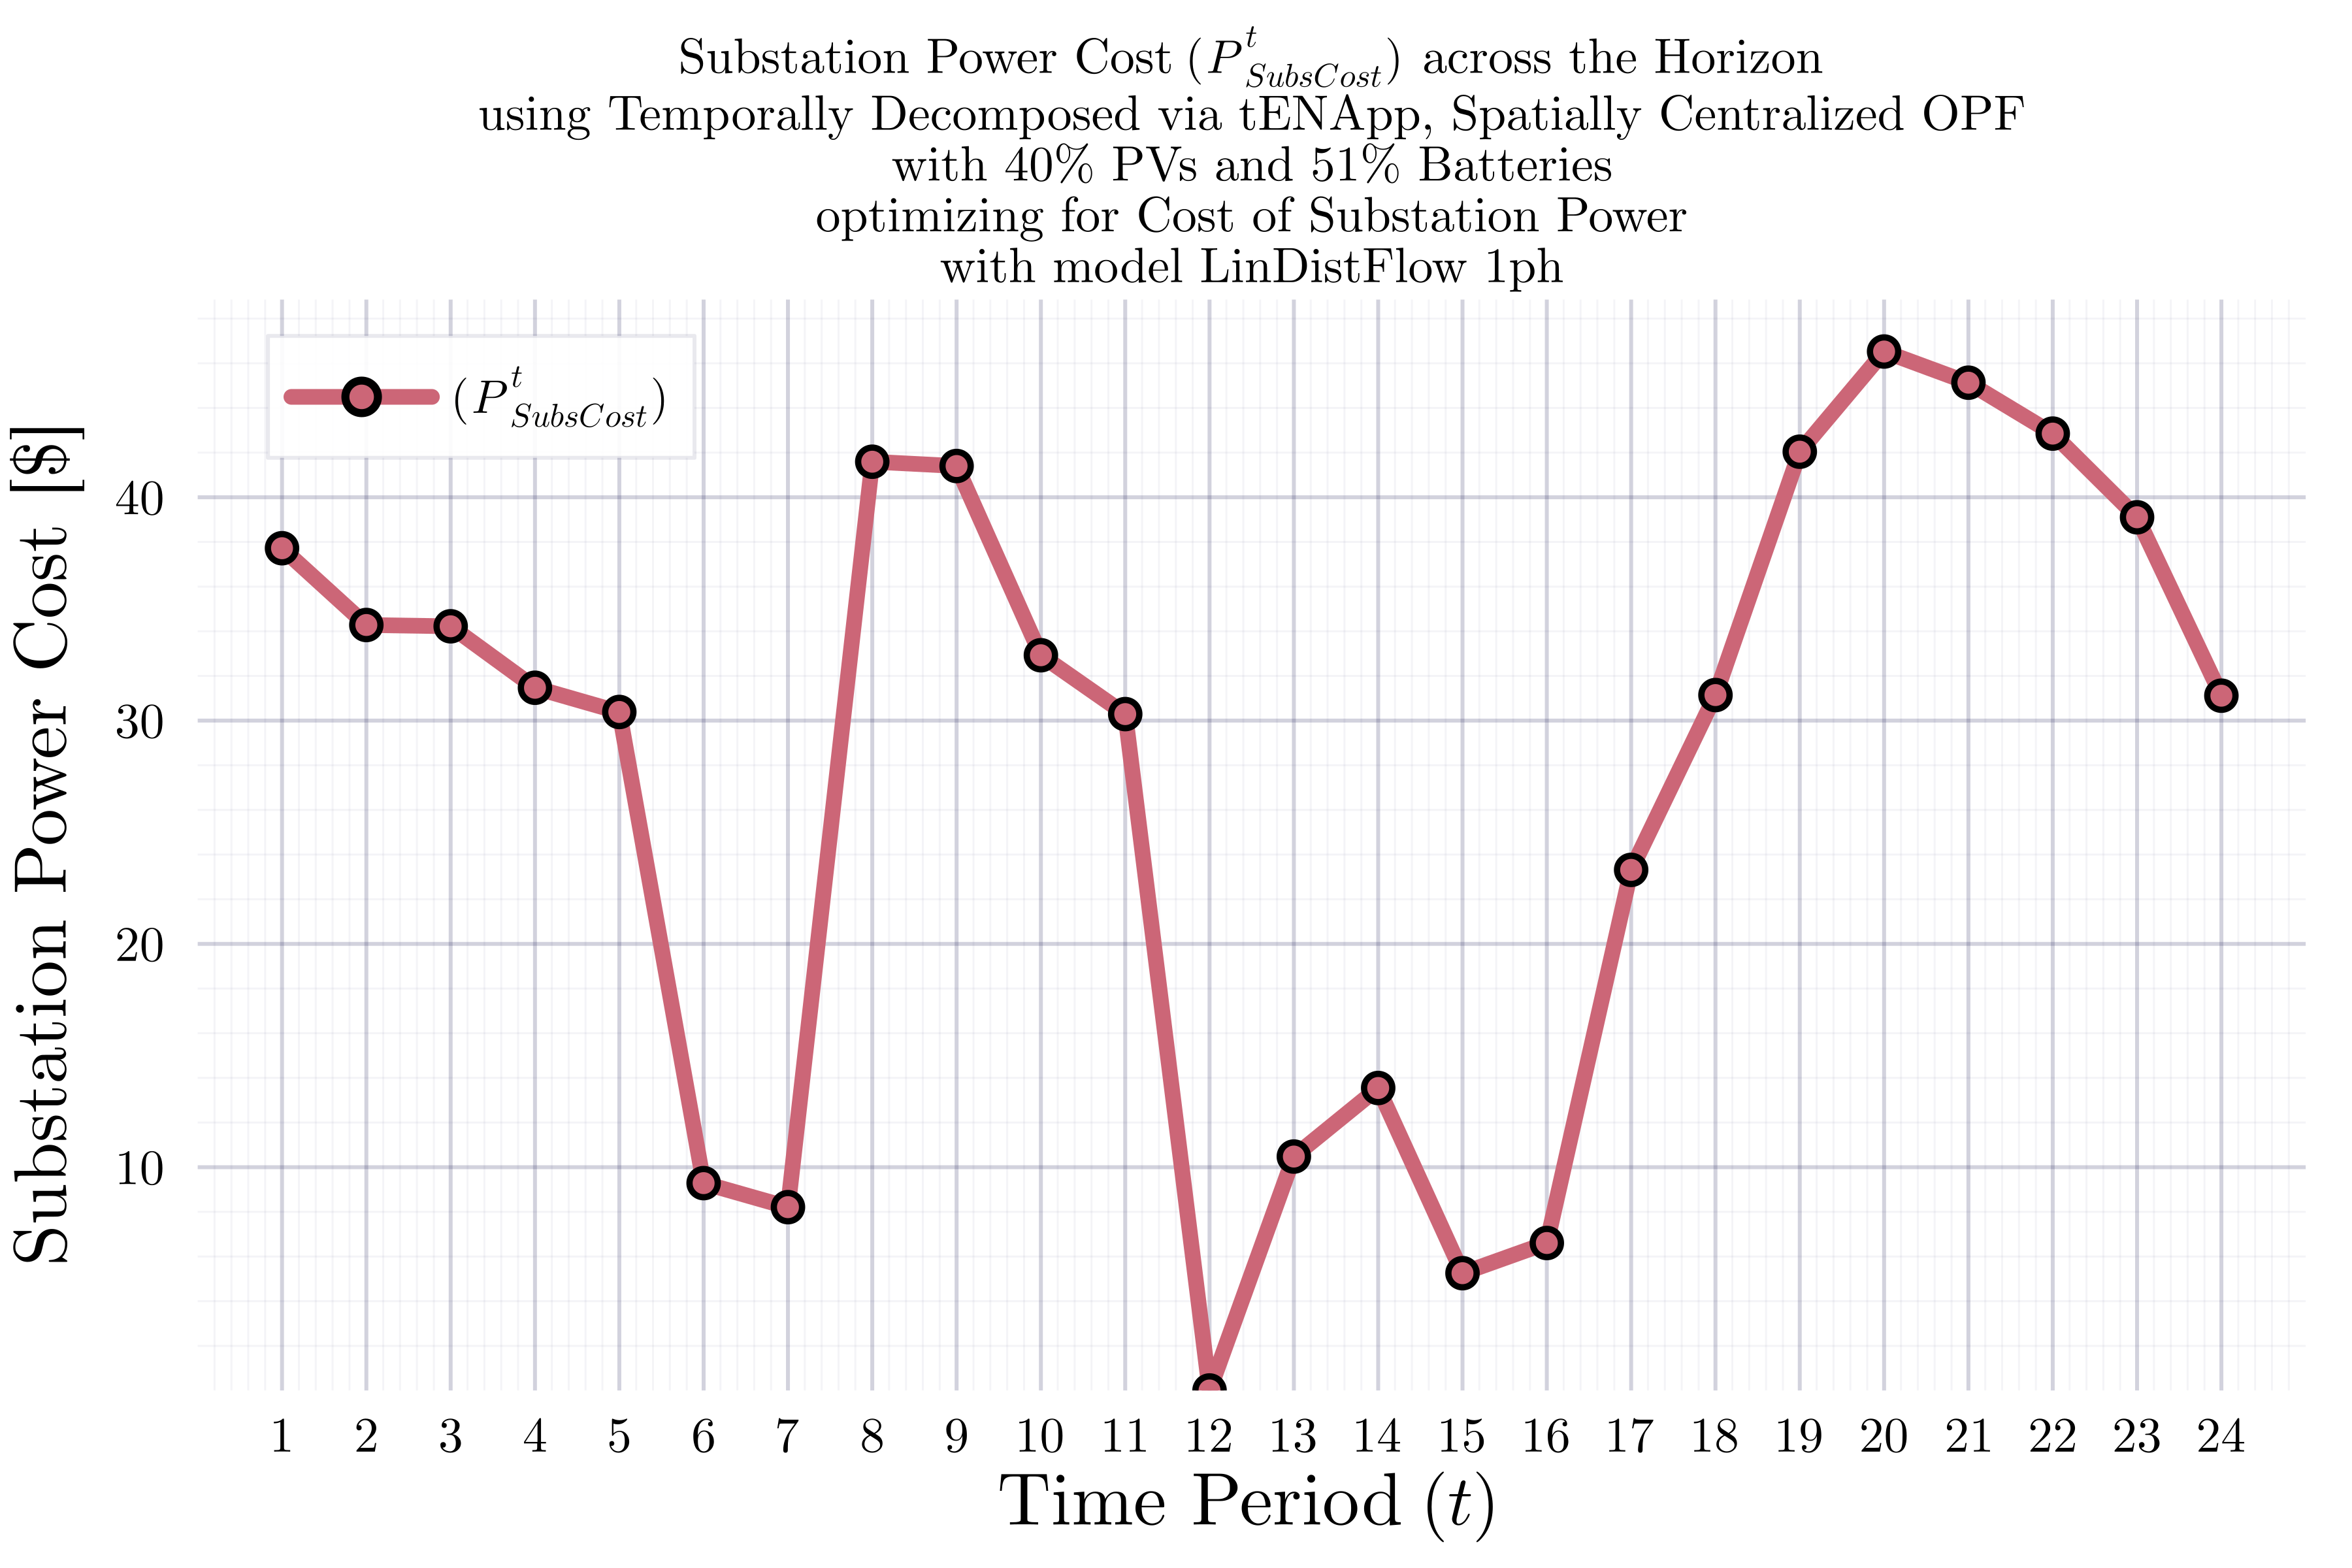 Substation Power Cost (P^t_SubsCost) across the Horizon
using Temporally Decomposed via tENApp, Spatially Centralized OPF
with 40% PVs and 51% Batteries
optimizing for Cost of Substation Power
with model LinDistFlow 1ph
(P^t_SubsCost)
Substation Power Cost [$]
40
30
20
10
1 2 3 4 5 6 7 8 9 10 11 12 13 14 15 16 17 18 19 20 21 22 23 24
Time Period (t)